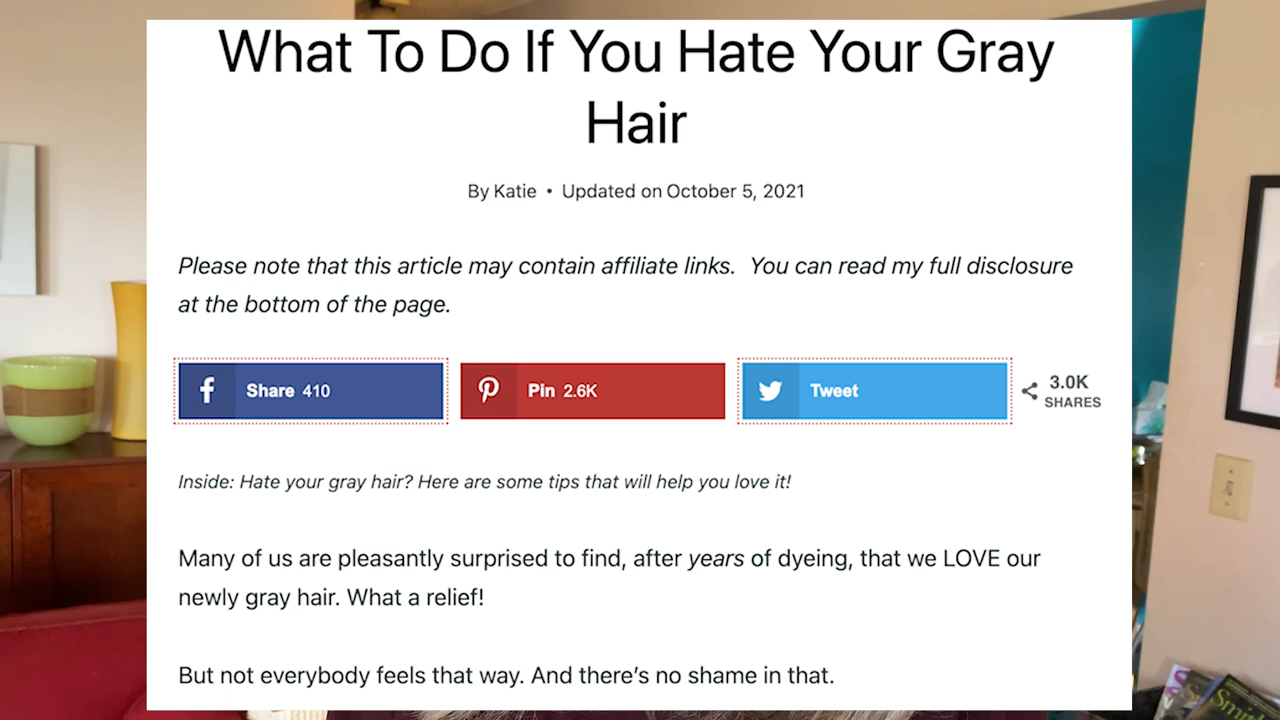 What To Do If You Hate Your Gray
Hair
By Katie • Updated on October 5, 2021
Please note that this article may contain affiliate links. You can read my full disclosure
at the bottom of the page.
Share 410
Pin 2.6K
Tweet
3.0K
SHARES
Inside: Hate your gray hair? Here are some tips that will help you love it!
Many of us are pleasantly surprised to find, after years of dyeing, that we LOVE our
newly gray hair. What a relief!
But not everybody feels that way. And there's no shame in that.